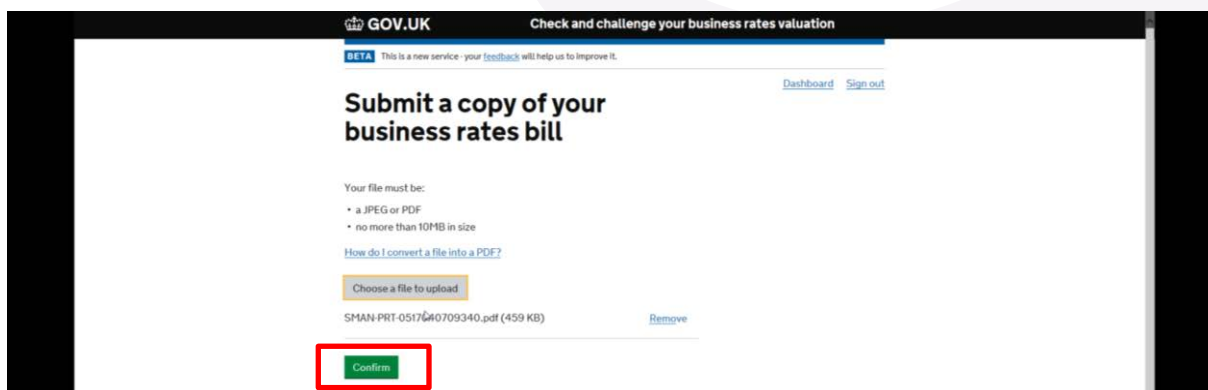 GOV.UK Check and challenge your business rates valuation
BETA This is a new service - your feedback will help us to improve it.
Dashboard Sign out
Submit a copy of your
business rates bill
Your file must be:
• a JPEG or PDF
• no more than 10MB in size
How do I convert a file into a PDF?
Choose a file to upload
(459 KB) Remove
Confirm